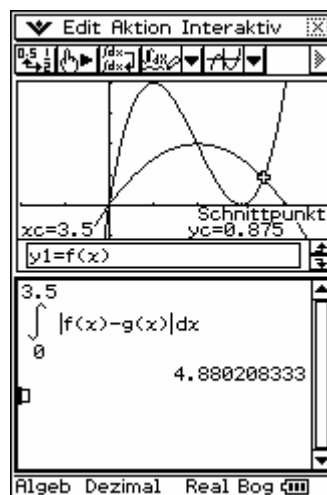 Edit Aktion Interaktiv
Schnittpunkt
xc=3.5 yc=0.875
y1=f(x)
3.5
∫ |f(x)-g(x)|dx
0
4.880208333
Algeb Dezimal Real Bog